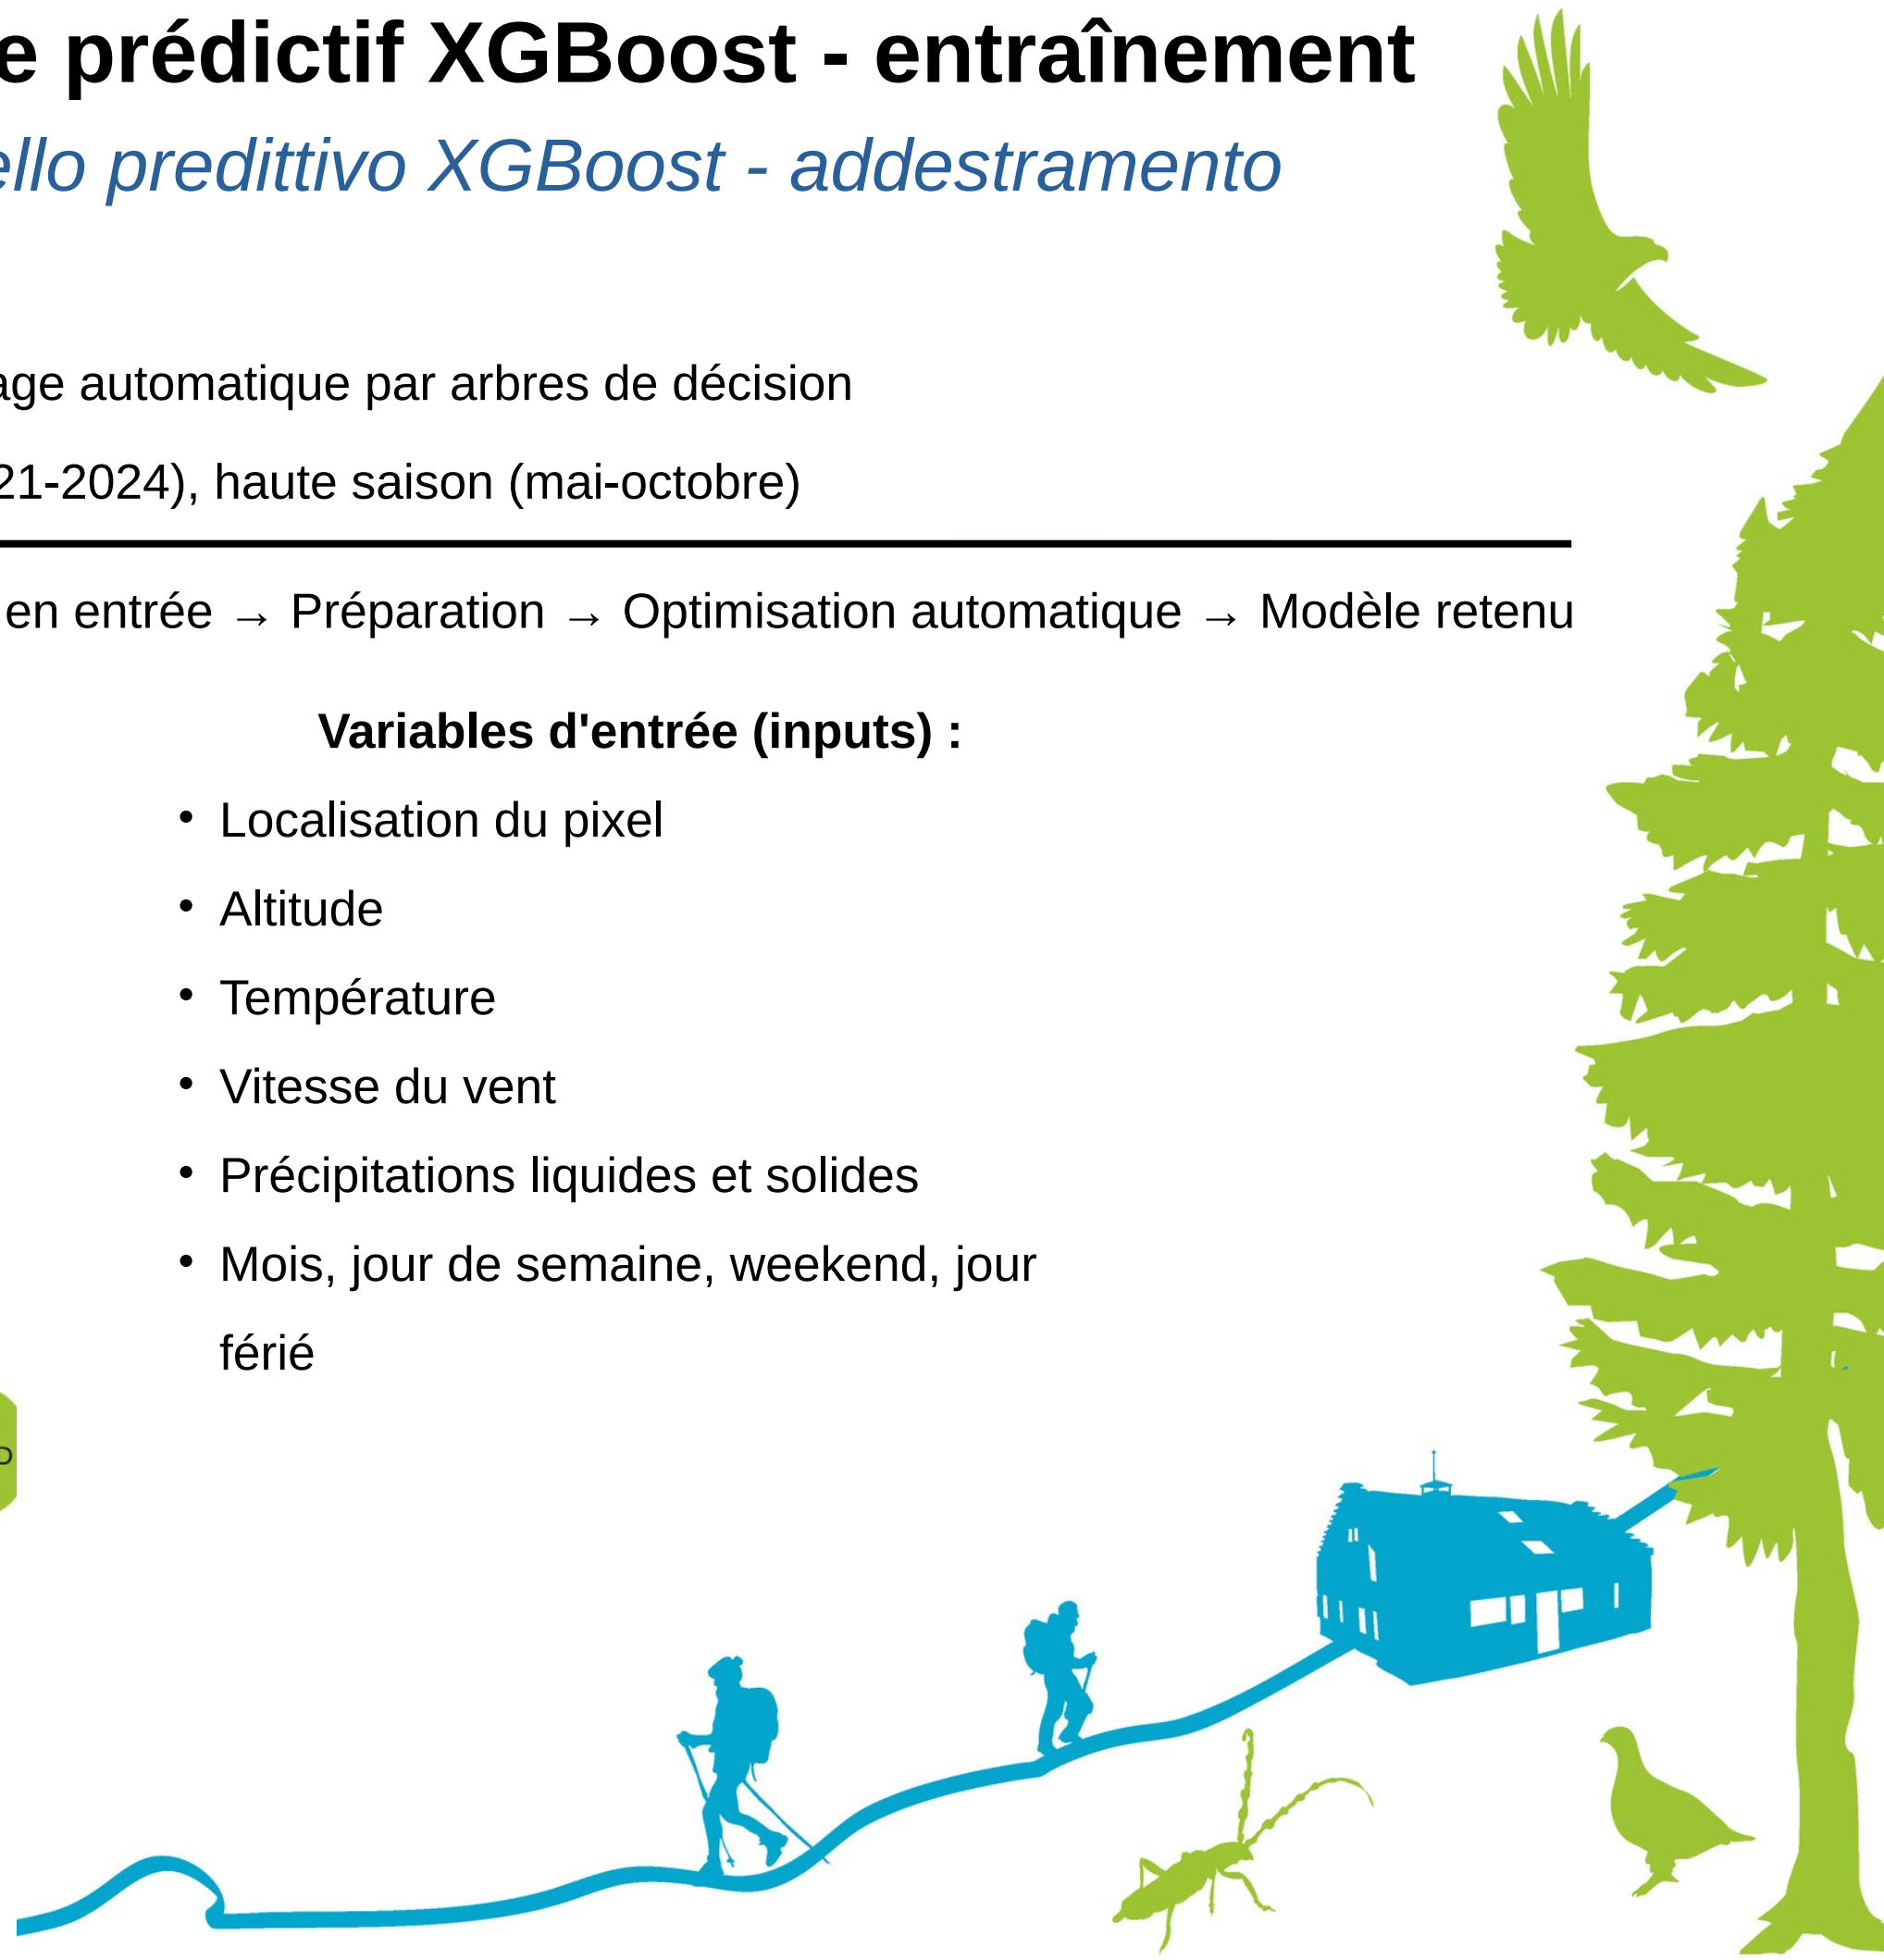 e prédictif XGBoost - entraînement
ello predittivo XGBoost - addestramento
age automatique par arbres de décision
21-2024), haute saison (mai-octobre)
en entrée → Préparation → Optimisation automatique → Modèle retenu
Variables d'entrée (inputs) :
• Localisation du pixel
• Altitude
• Température
• Vitesse du vent
• Précipitations liquides et solides
• Mois, jour de semaine, weekend, jour
férié